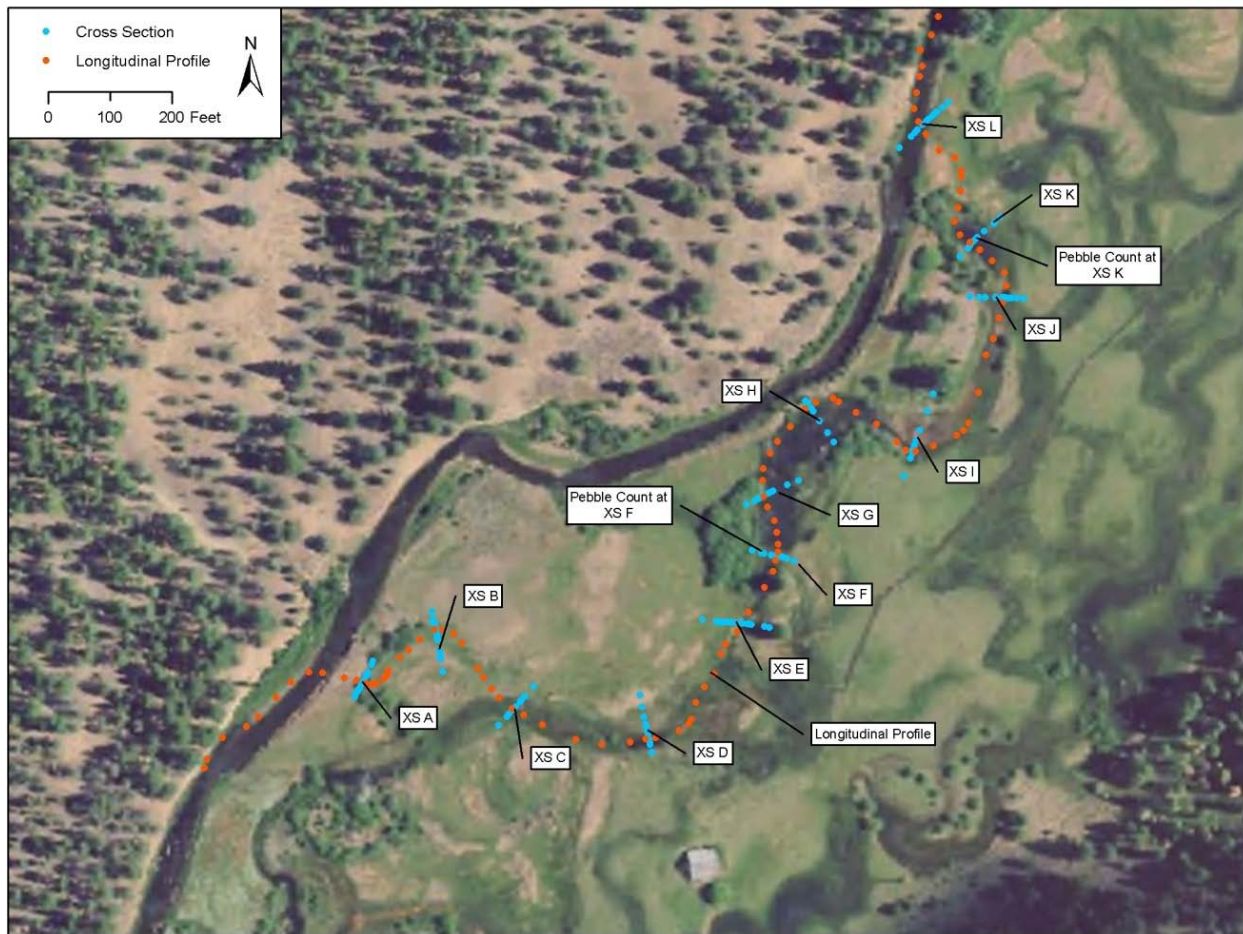 Cross Section
Longitudinal Profile
N
0 100 200 Feet
XS L
XS K
Pebble Count at
XS K
XS J
XS H
XS I
Pebble Count at
XS F
XS G
XS F
XS B
XS E
XS A
XS C
XS D
Longitudinal Profile